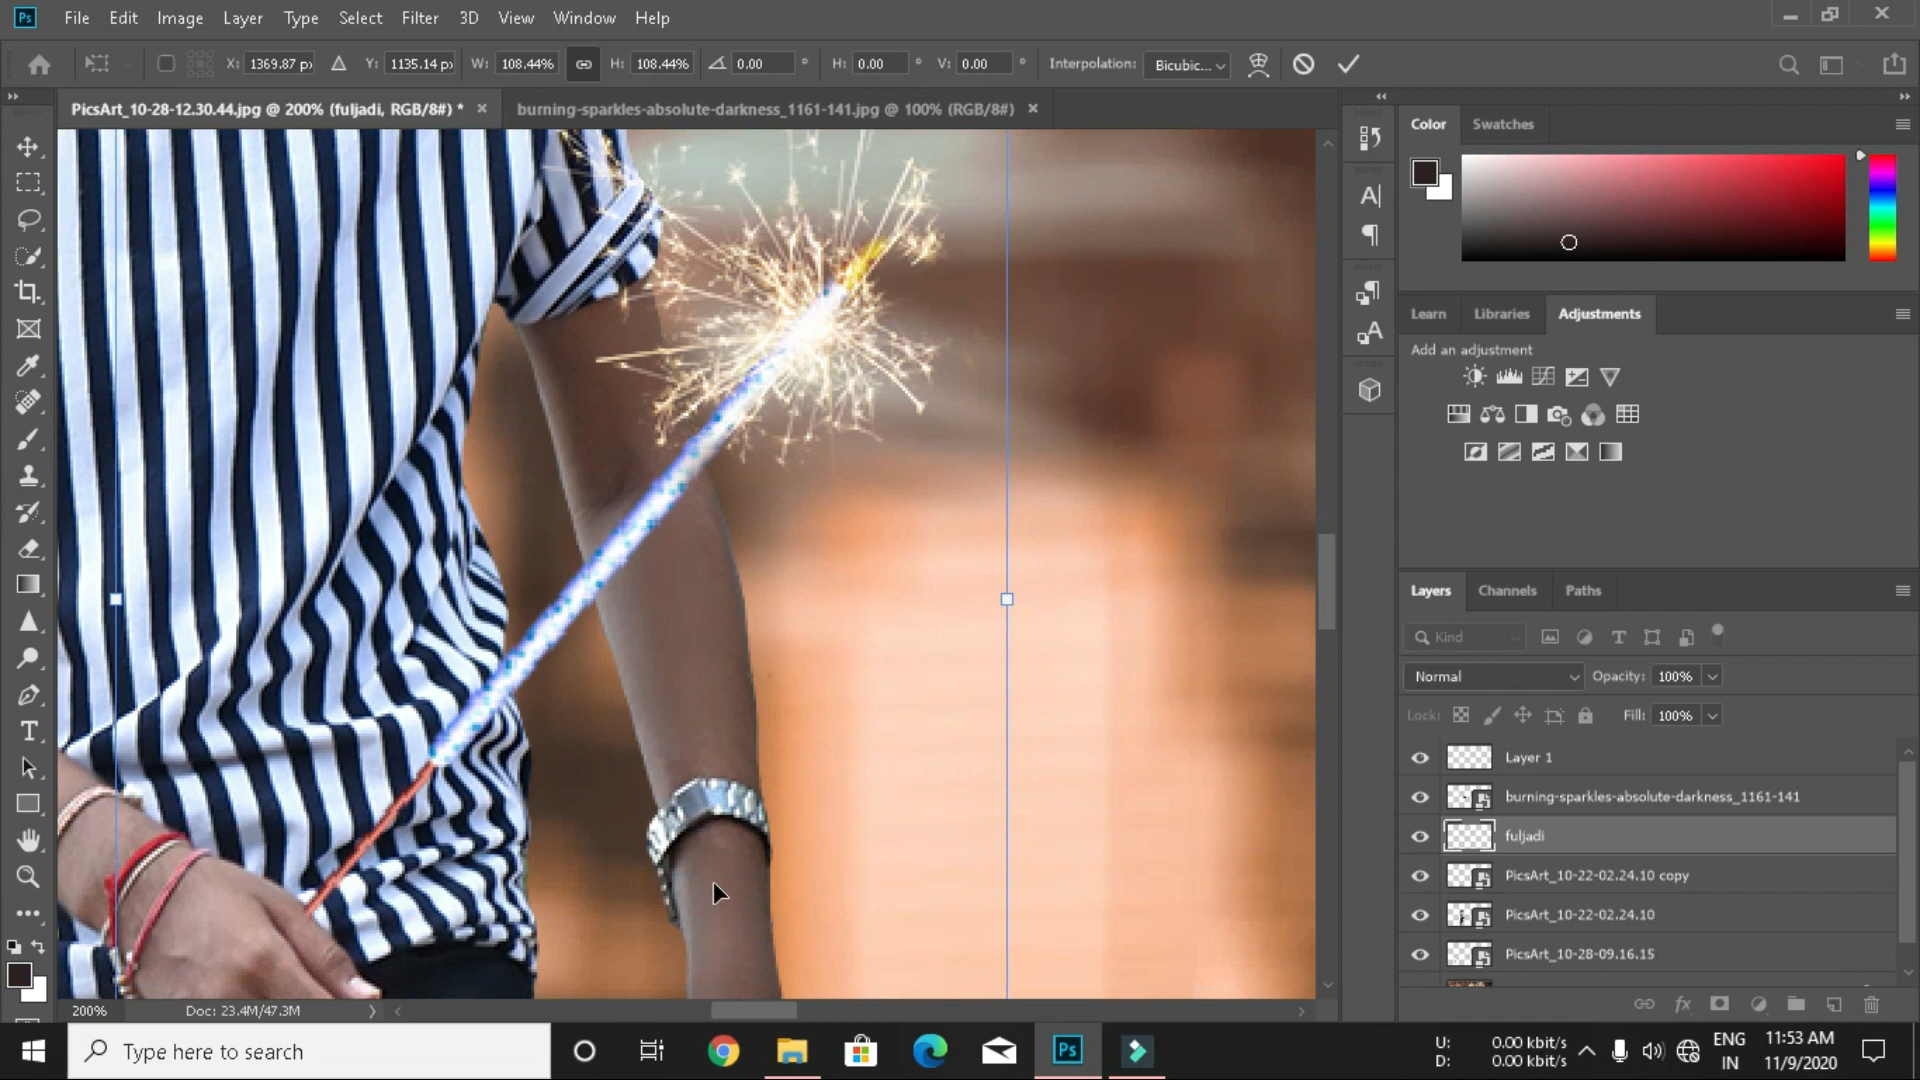 Ps File Edit Image Layer Type Select Filter 3D View Window Help
X: 1369.87 px Y: 1135.14 px W: 108.44% H: 108.44% 0.00 ° H: 0.00 ° V: 0.00 ° Interpolation: Bicubic...
PicsArt_10-28-12.30.44.jpg @ 200% (fuljadi, RGB/8#) * × burning-sparkles-absolute-darkness_1161-141.jpg @ 100% (RGB/8#) ×
Color Swatches
Learn Libraries Adjustments
Add an adjustment
Layers Channels Paths
Kind
Normal Opacity: 100%
Lock: Fill: 100%
Layer 1
burning-sparkles-absolute-darkness_1161-141
fuljadi
PicsArt_10-22-02.24.10 copy
PicsArt_10-22-02.24.10
PicsArt_10-28-09.16.15
200% Doc: 23.4M/47.3M
Type here to search
Ps
U: 0.00 kbit/s
D: 0.00 kbit/s
ENG
IN
11:53 AM
11/9/2020